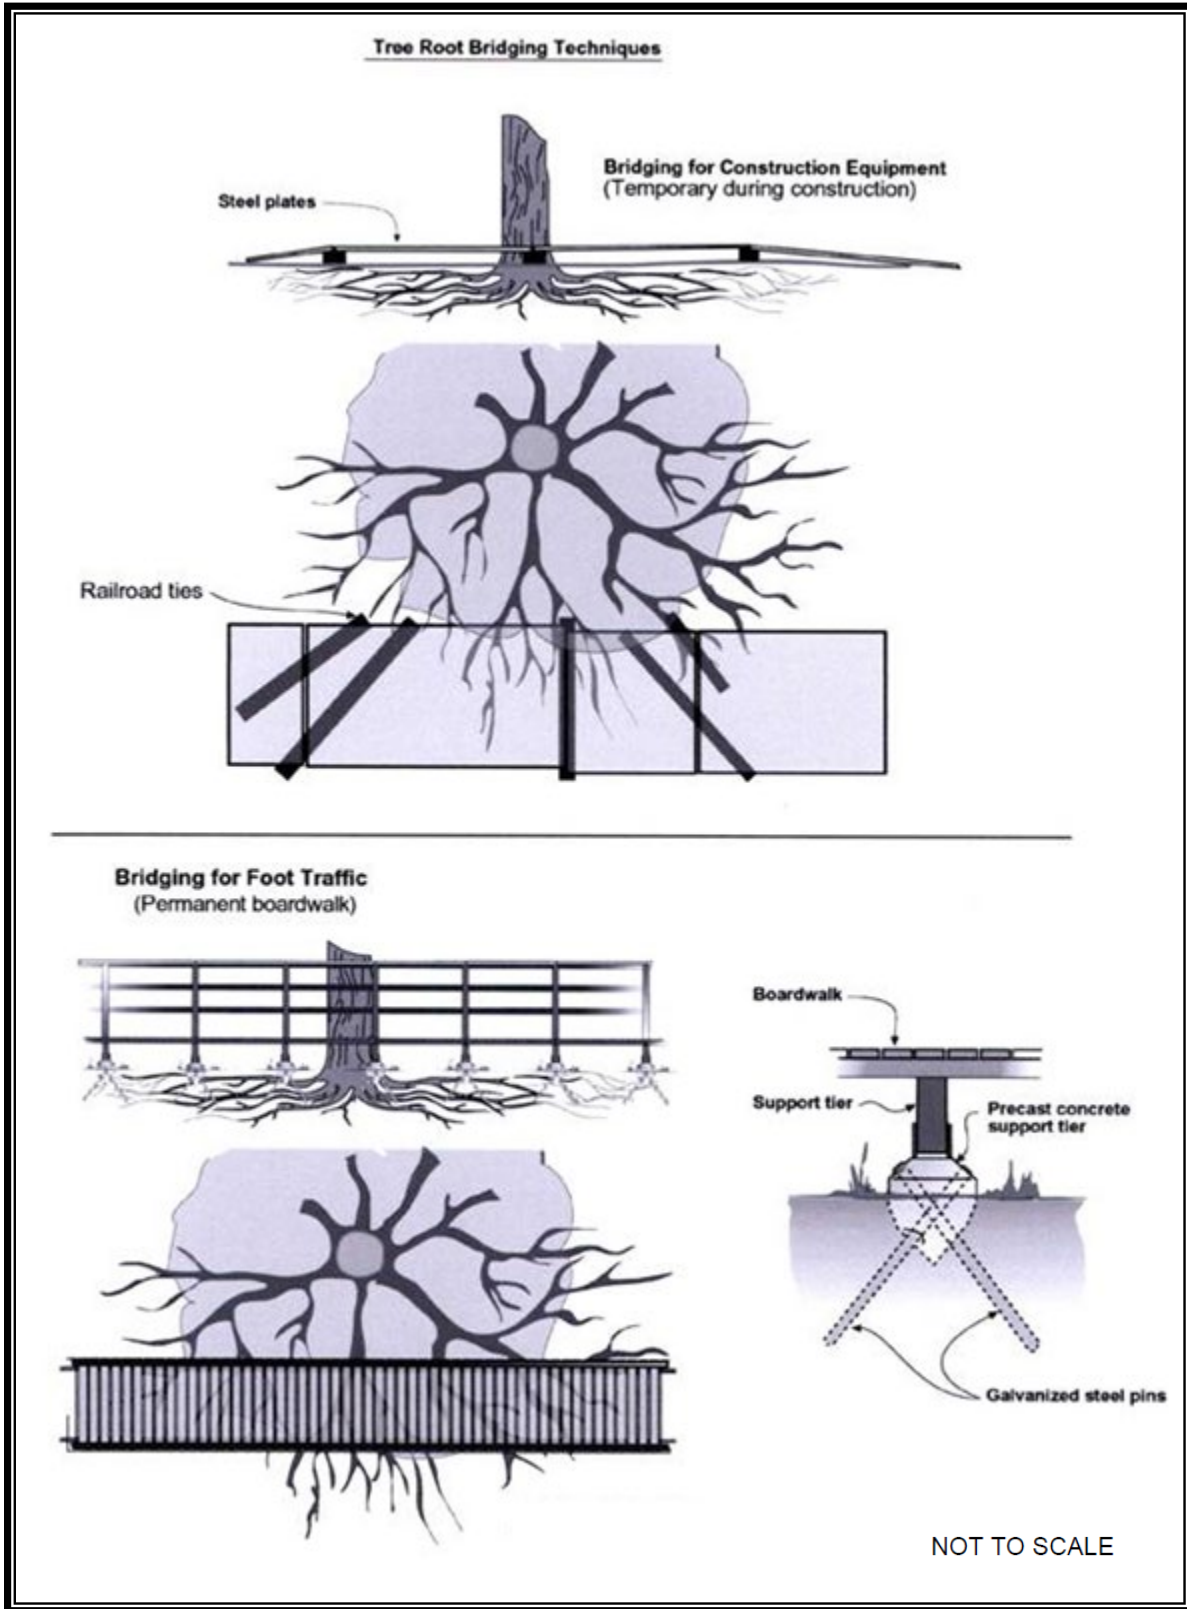 Tree Root Bridging Techniques
Bridging for Construction Equipment
(Temporary during construction)
Steel plates
Railroad ties
Bridging for Foot Traffic
(Permanent boardwalk)
Boardwalk
Support tier
Precast concrete
support tier
Galvanized steel pins
NOT TO SCALE